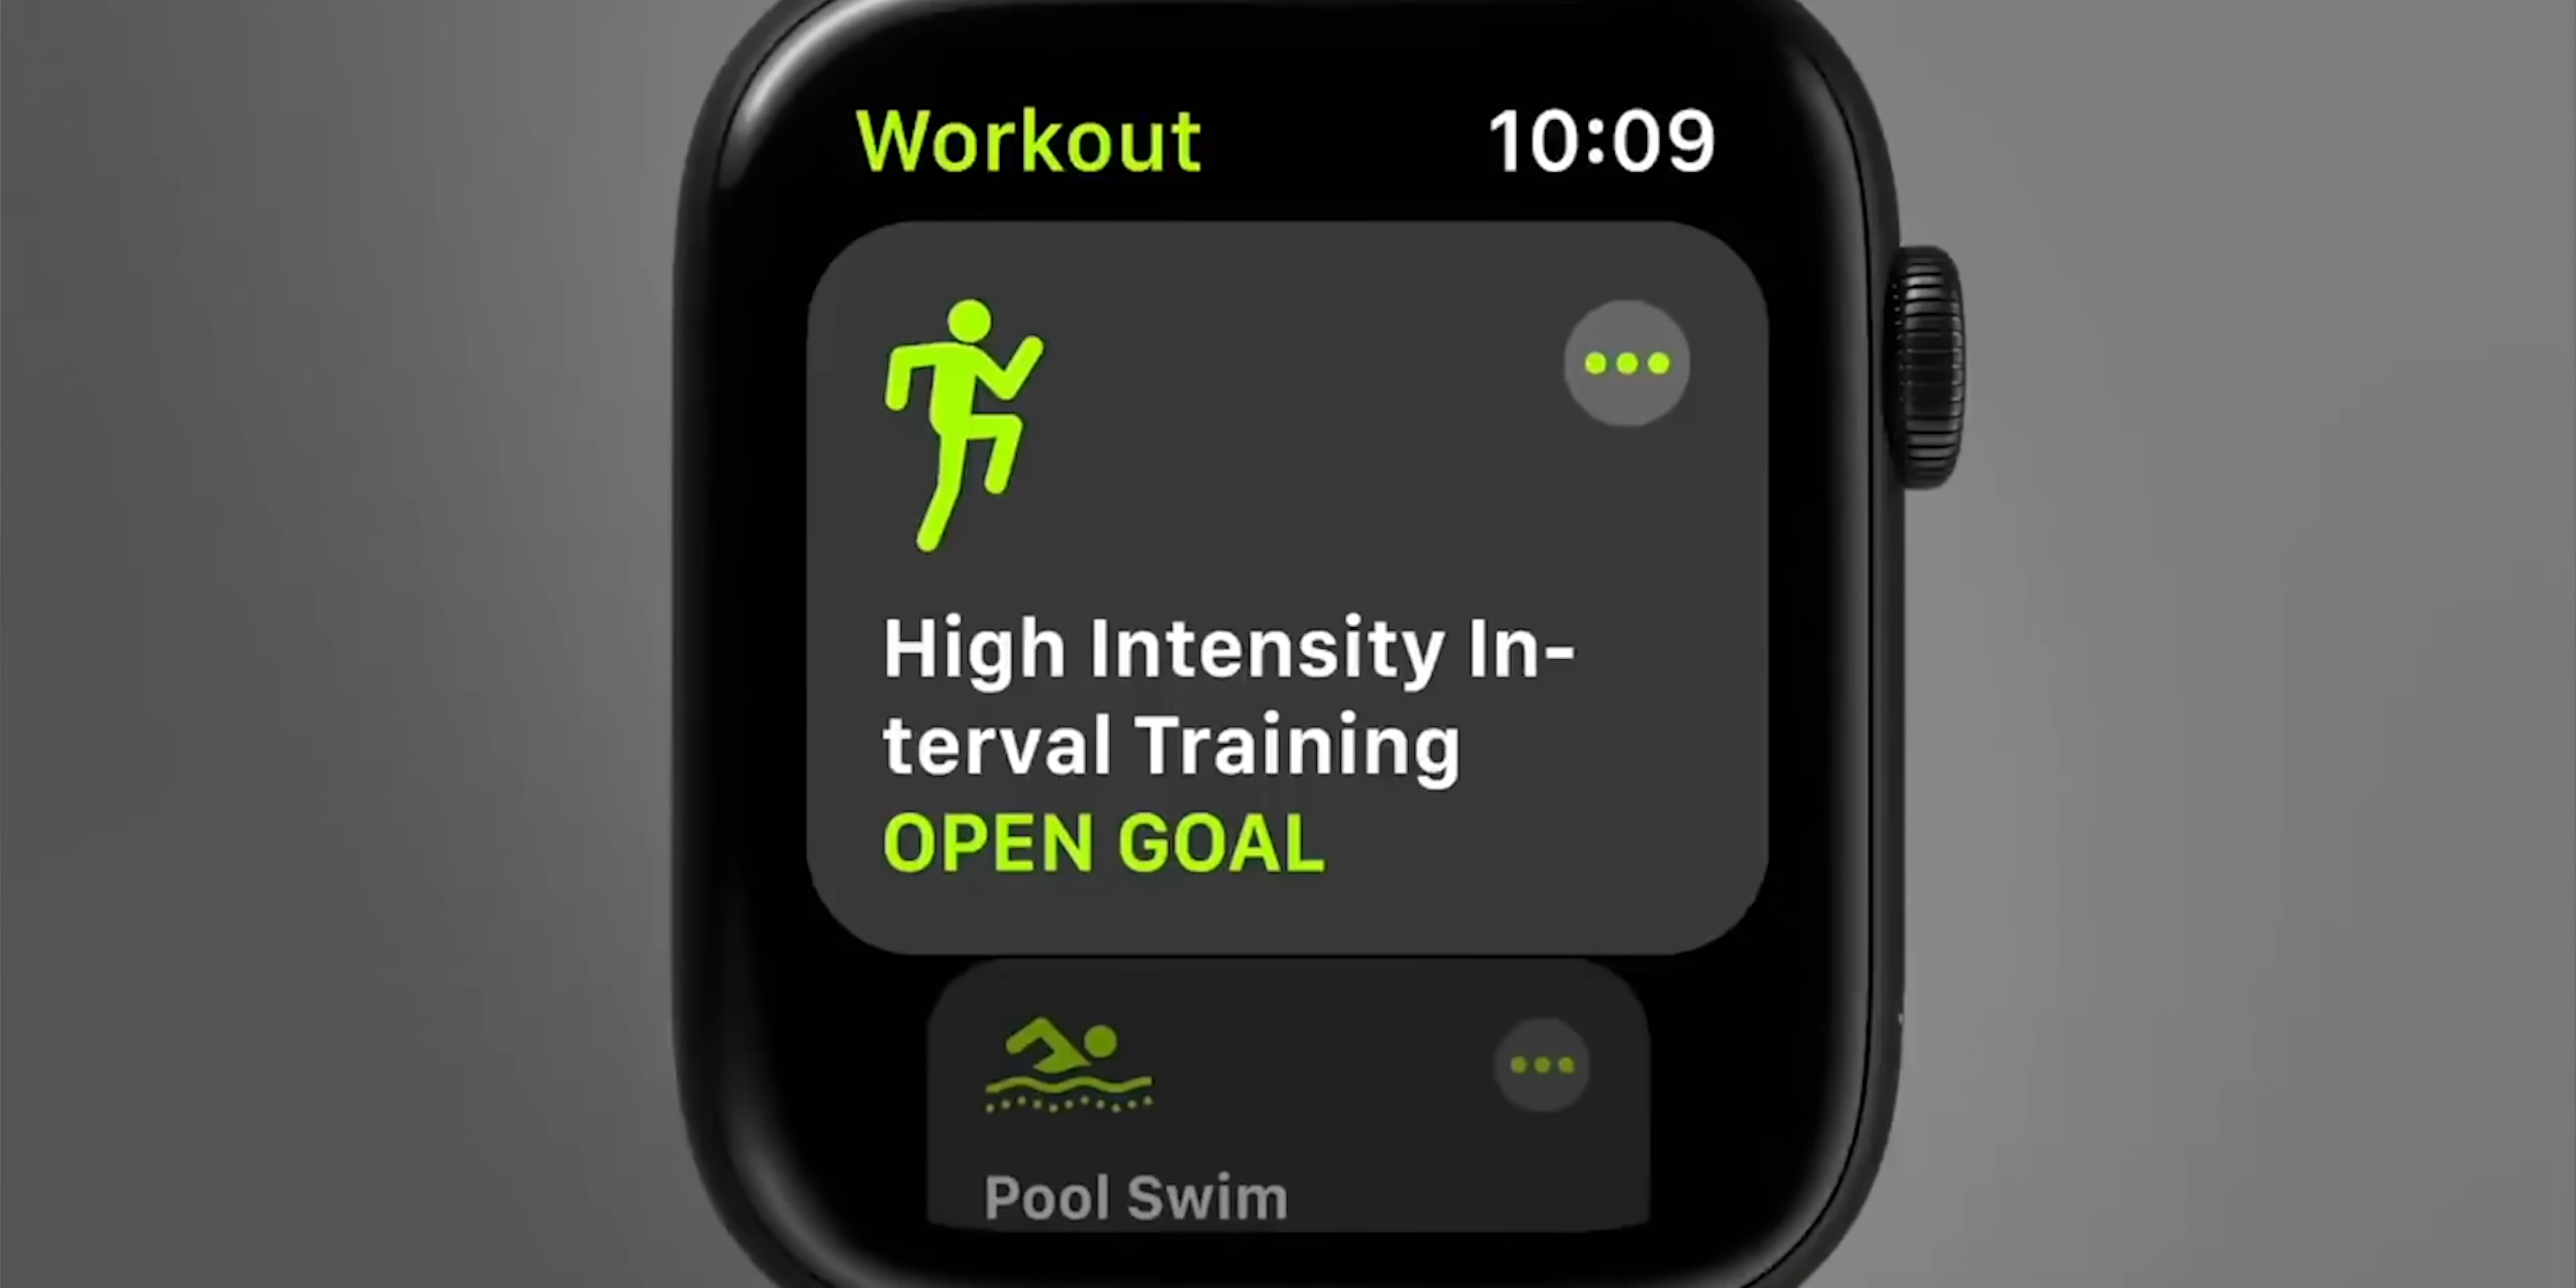 Workout 10:09
High Intensity In-
terval Training
OPEN GOAL
Pool Swim